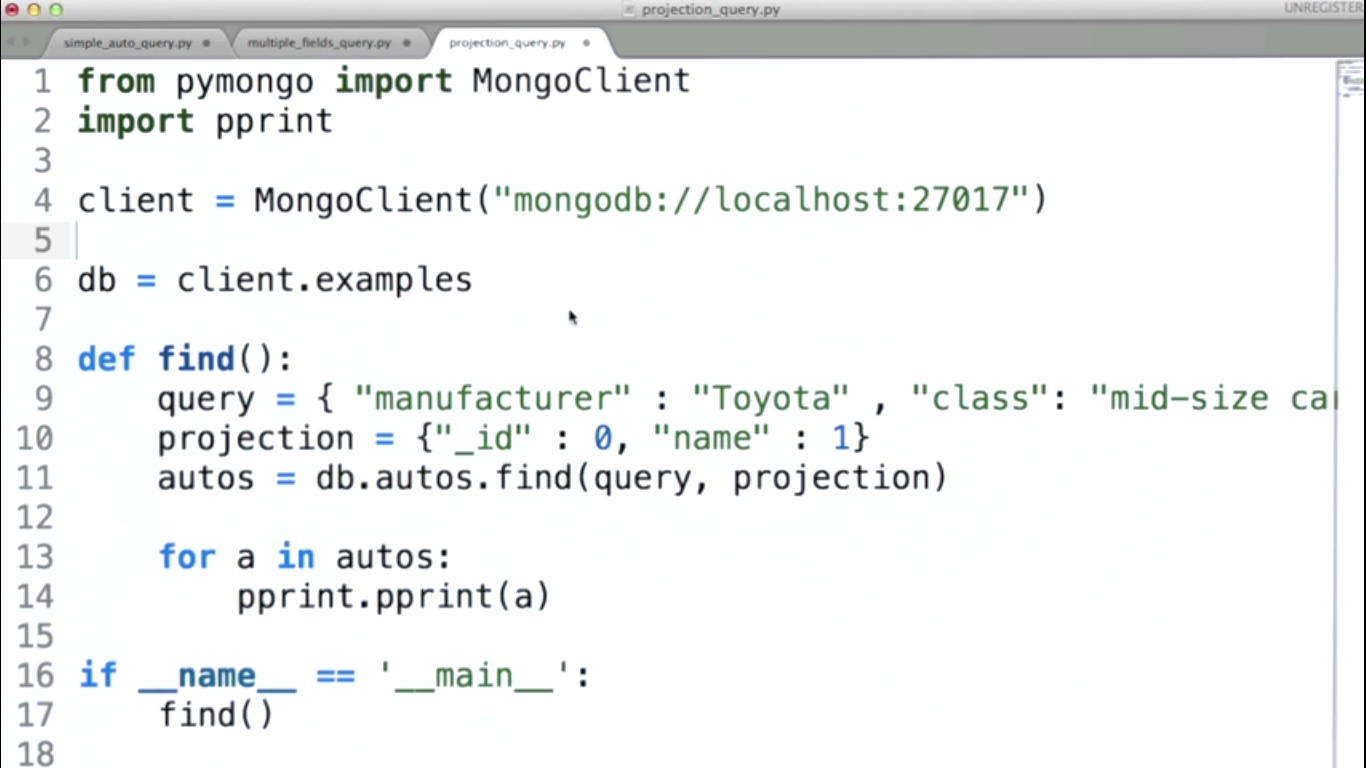 projection_query.py
UNREGISTER
simple_auto_query.py
multiple_fields_query.py
projection_query.py
1 from pymongo import MongoClient
2 import pprint
3
4 client = MongoClient("mongodb://localhost:27017")
5
6 db = client.examples
7
8 def find():
9     query = { "manufacturer" : "Toyota" , "class": "mid-size car
10     projection = {"_id" : 0, "name" : 1}
11     autos = db.autos.find(query, projection)
12
13     for a in autos:
14         pprint.pprint(a)
15
16 if __name__ == '__main__':
17     find()
18